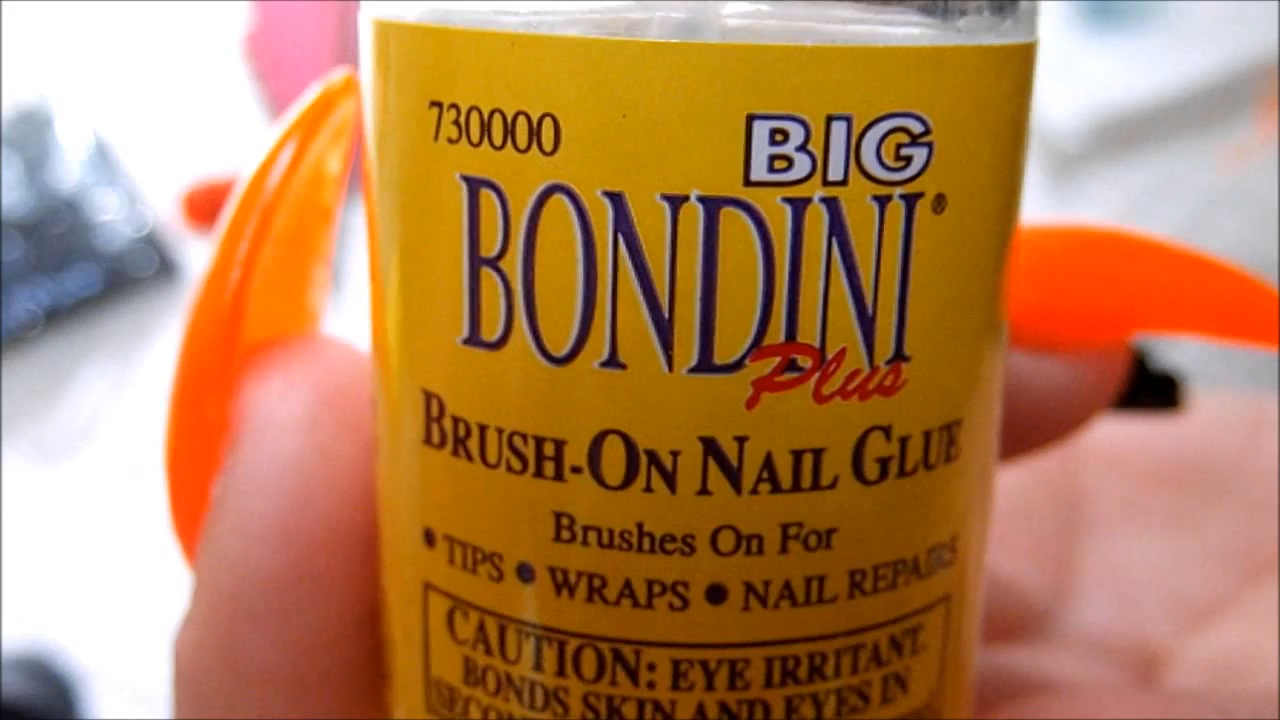 730000
BIG
BONDINI®
Plus
BRUSH-ON NAIL GLUE
Brushes On For
• TIPS • WRAPS • NAIL REPAIRS
CAUTION: EYE IRRITANT.
BONDS SKIN AND EYES IN